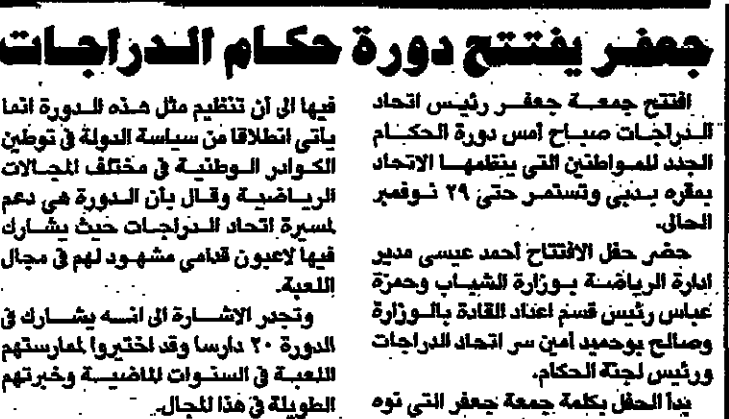 جعفر يفتتح دورة حكام الدراجات
افتتح جمعة جعفر رئيس اتحاد
الدراجات صباح أمس دورة الحكام
الجدد للمواطنين التي ينظمها الاتحاد
بمقره بدبي وتستمر حتى ٢٩ نوفمبر
الحالي.
حضر حفل الافتتاح أحمد عيسى مدير
ادارة الرياضة بوزارة الشباب وحمزة
عباس رئيس قسم اعداد القادة بالوزارة
وصالح بوحميد أمين سر اتحاد الدراجات
ورئيس لجنة الحكام.
بدأ الحفل بكلمة جمعة جعفر التي نوه
فيها الى أن تنظيم مثل هذه الدورة انما
يأتي انطلاقا من سياسة الدولة في توطين
الكوادر الوطنية في مختلف المجالات
الرياضية وقال بأن الدورة هي دعم
لمسيرة اتحاد الدراجات حيث يشارك
فيها لاعبون قدامى مشهود لهم في مجال
اللعبة.
وتجدر الاشارة الى انه يشارك في
الدورة ٢٠ دارسا وقد اختيروا لممارستهم
اللعبة في السنوات الماضية وخبرتهم
الطويلة في هذا المجال.